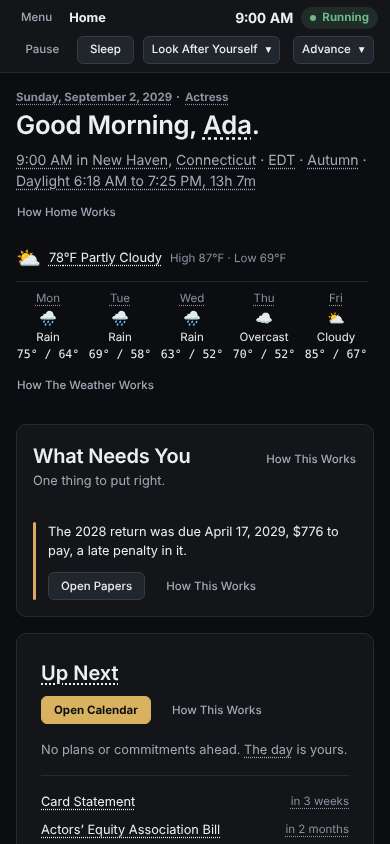 Menu Home 9:00 AM Running
Pause Sleep Look After Yourself ▾ Advance ▾
Sunday, September 2, 2029 · Actress
Good Morning, Ada.
9:00 AM in New Haven, Connecticut · EDT · Autumn ·
Daylight 6:18 AM to 7:25 PM, 13h 7m
How Home Works
78°F Partly Cloudy High 87°F · Low 69°F
Mon Tue Wed Thu Fri
Rain Rain Rain Overcast Cloudy
75° / 64° 69° / 58° 63° / 52° 70° / 52° 85° / 67°
How The Weather Works
What Needs You How This Works
One thing to put right.
The 2028 return was due April 17, 2029, $776 to
pay, a late penalty in it.
Open Papers How This Works
Up Next
Open Calendar How This Works
No plans or commitments ahead. The day is yours.
Card Statement in 3 weeks
Actors’ Equity Association Bill in 2 months